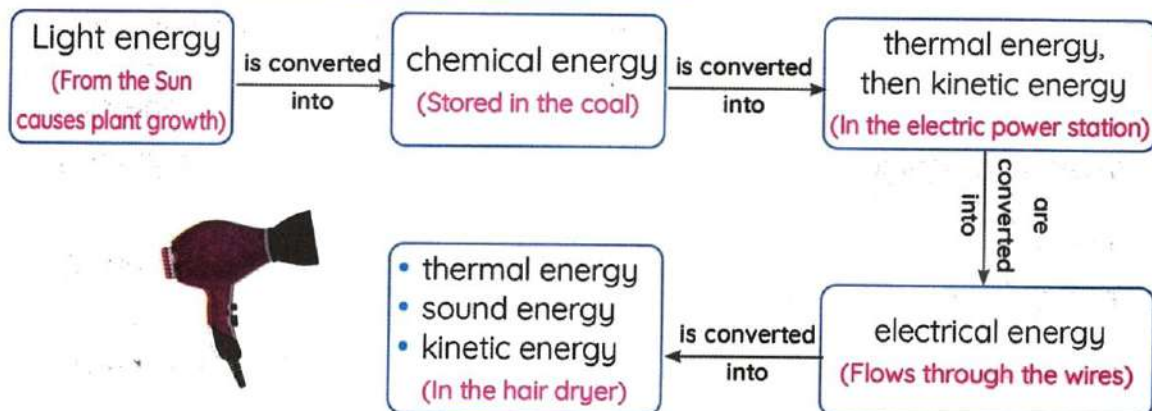 Light energy
(From the Sun
causes plant growth)
is converted
into
chemical energy
(Stored in the coal)
is converted
into
thermal energy,
then kinetic energy
(In the electric power station)
are
converted
into
electrical energy
(Flows through the wires)
is converted
into
• thermal energy
• sound energy
• kinetic energy
(In the hair dryer)